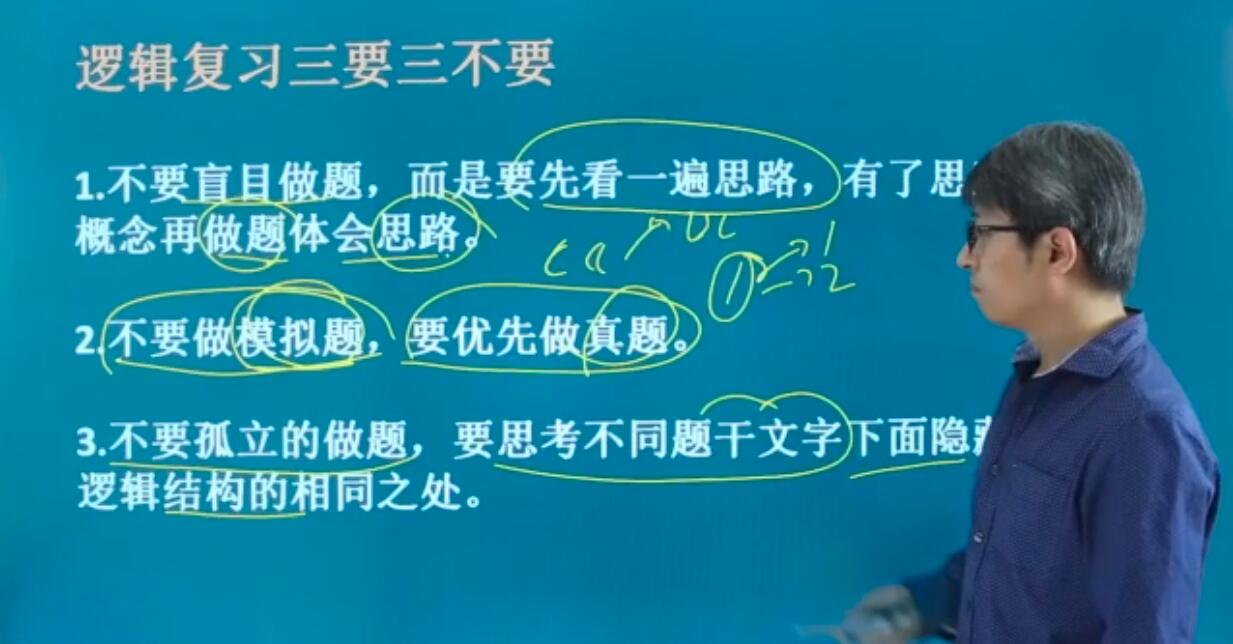 逻辑复习三要三不要
1.不要盲目做题，而是要先看一遍思路，有了思
概念再做题体会思路。
2.不要做模拟题，要优先做真题。
3.不要孤立的做题，要思考不同题干文字下面隐藏
逻辑结构的相同之处。